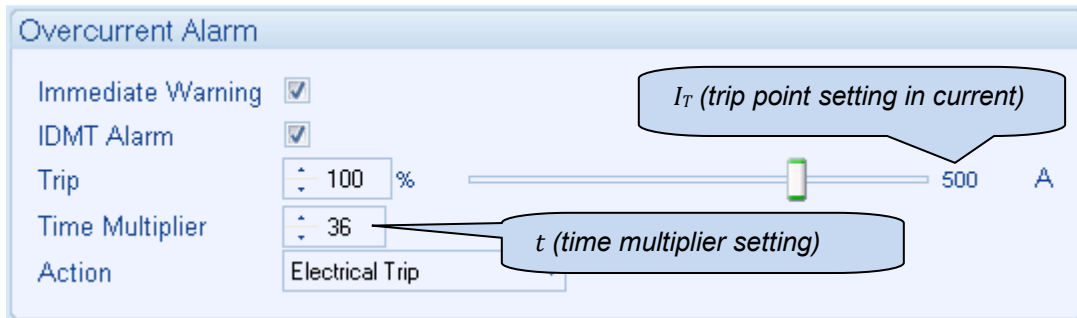 Overcurrent Alarm
Immediate Warning
I_T (trip point setting in current)
IDMT Alarm
Trip 100 % 500 A
Time Multiplier 36
t (time multiplier setting)
Action Electrical Trip